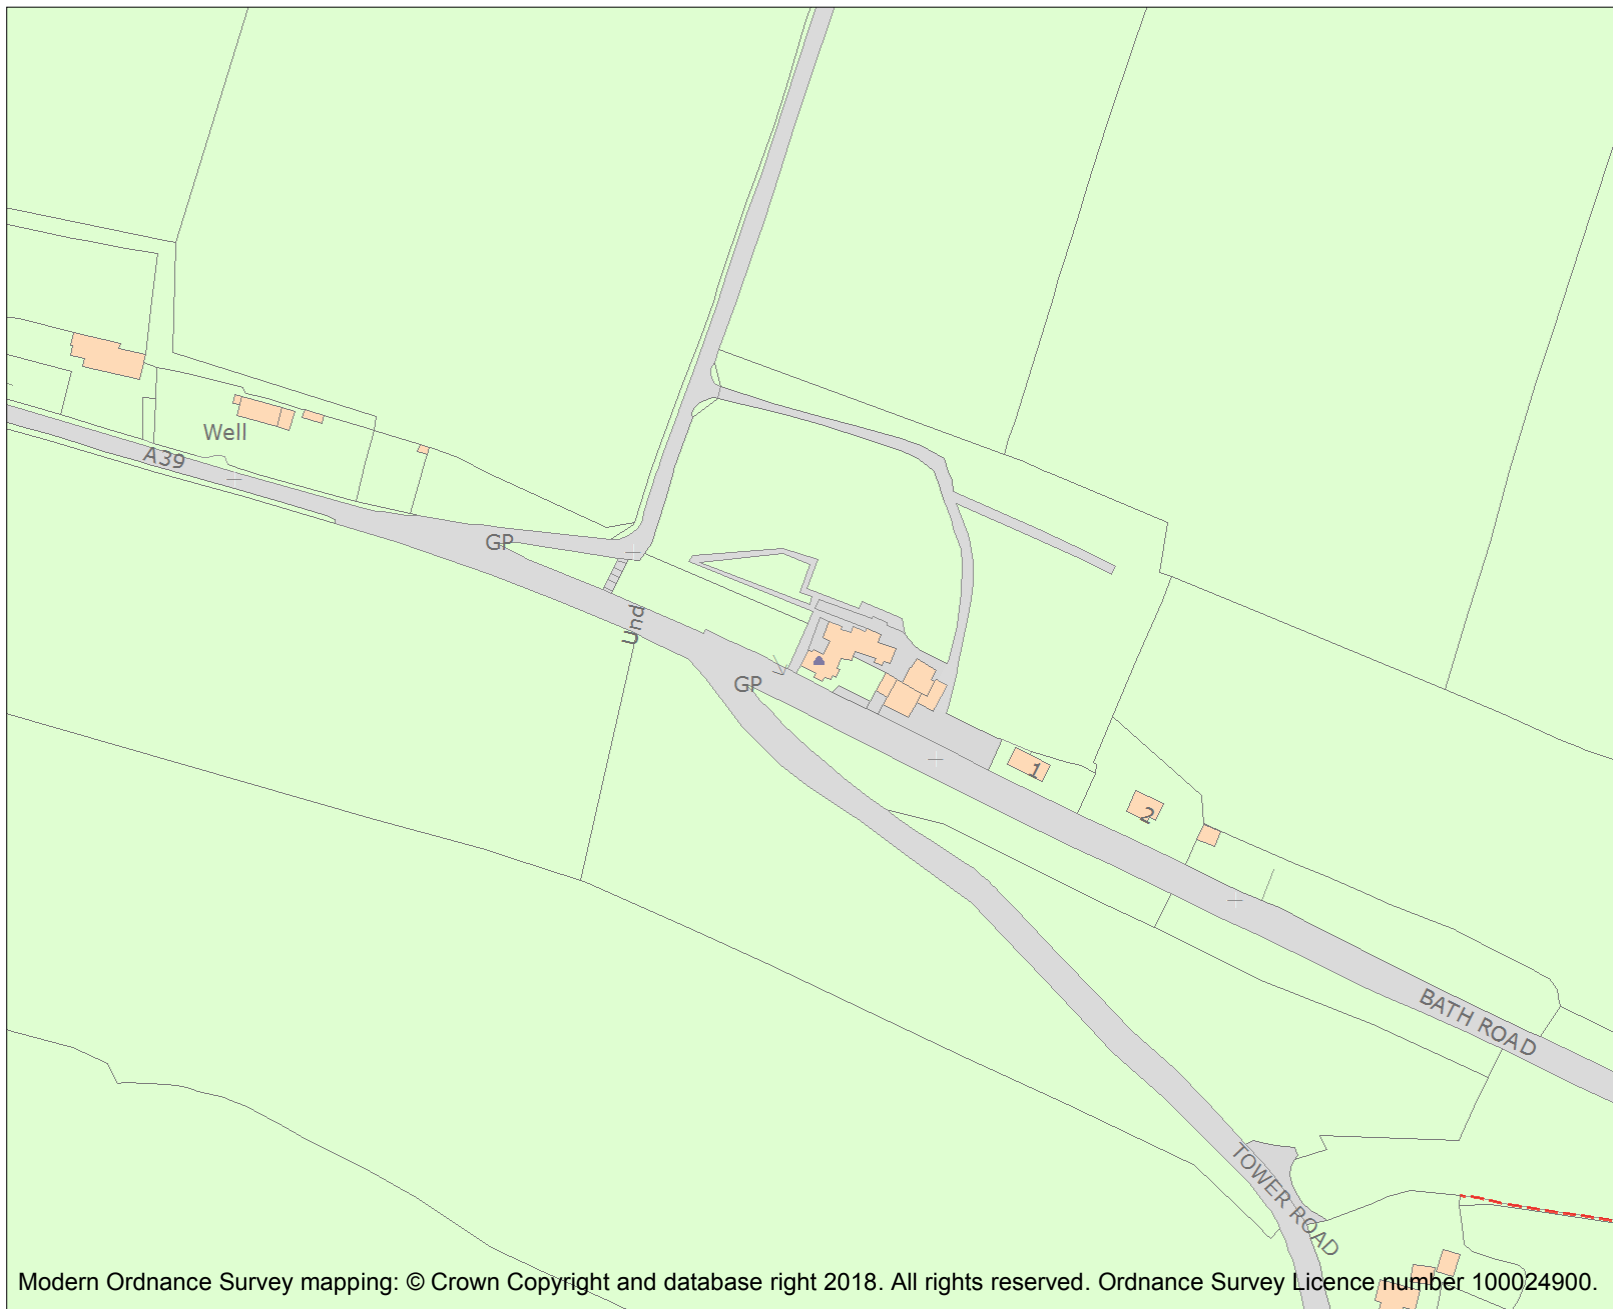 Well
A39
GP
Und
GP
1
2
BATH ROAD
TOWER ROAD
Modern Ordnance Survey mapping: © Crown Copyright and database right 2018. All rights reserved. Ordnance Survey Licence number 100024900.